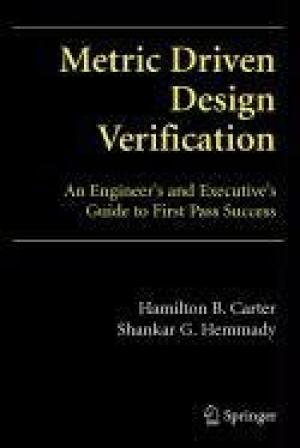 Metric Driven
Design
Verification
An Engineer's and Executive's
Guide to First Pass Success
Hamilton B. Carter
Shankar G. Hemmady
Springer